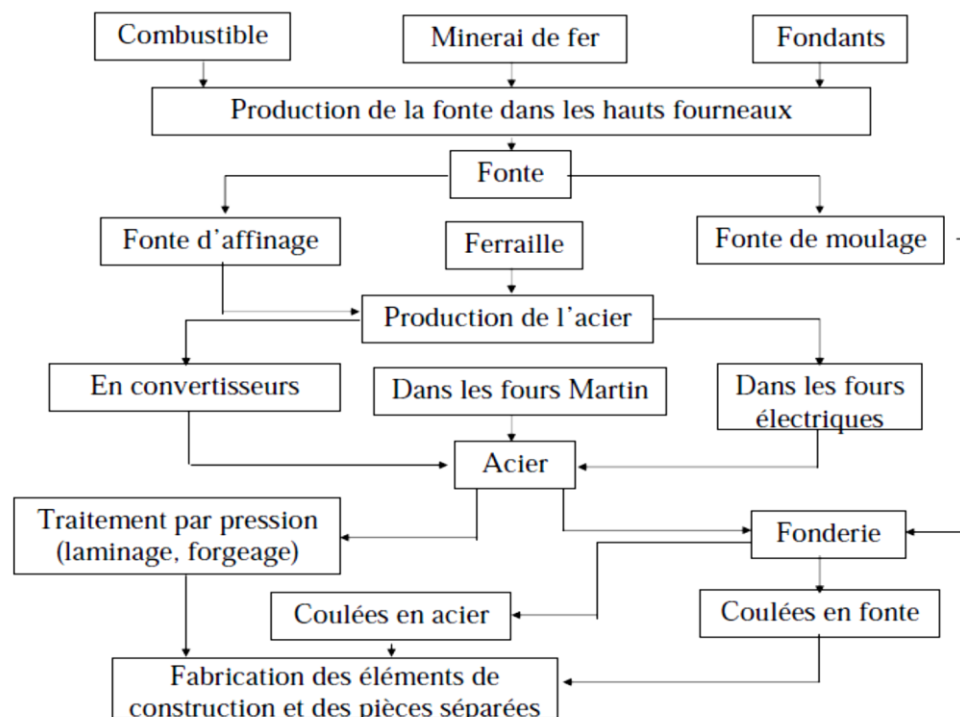 Combustible
Minerai de fer
Fondants
Production de la fonte dans les hauts fourneaux
Fonte
Fonte d'affinage
Ferraille
Fonte de moulage
Production de l'acier
En convertisseurs
Dans les fours Martin
Dans les fours
électriques
Acier
Traitement par pression
(laminage, forgeage)
Fonderie
Coulées en acier
Coulées en fonte
Fabrication des éléments de
construction et des pièces séparées